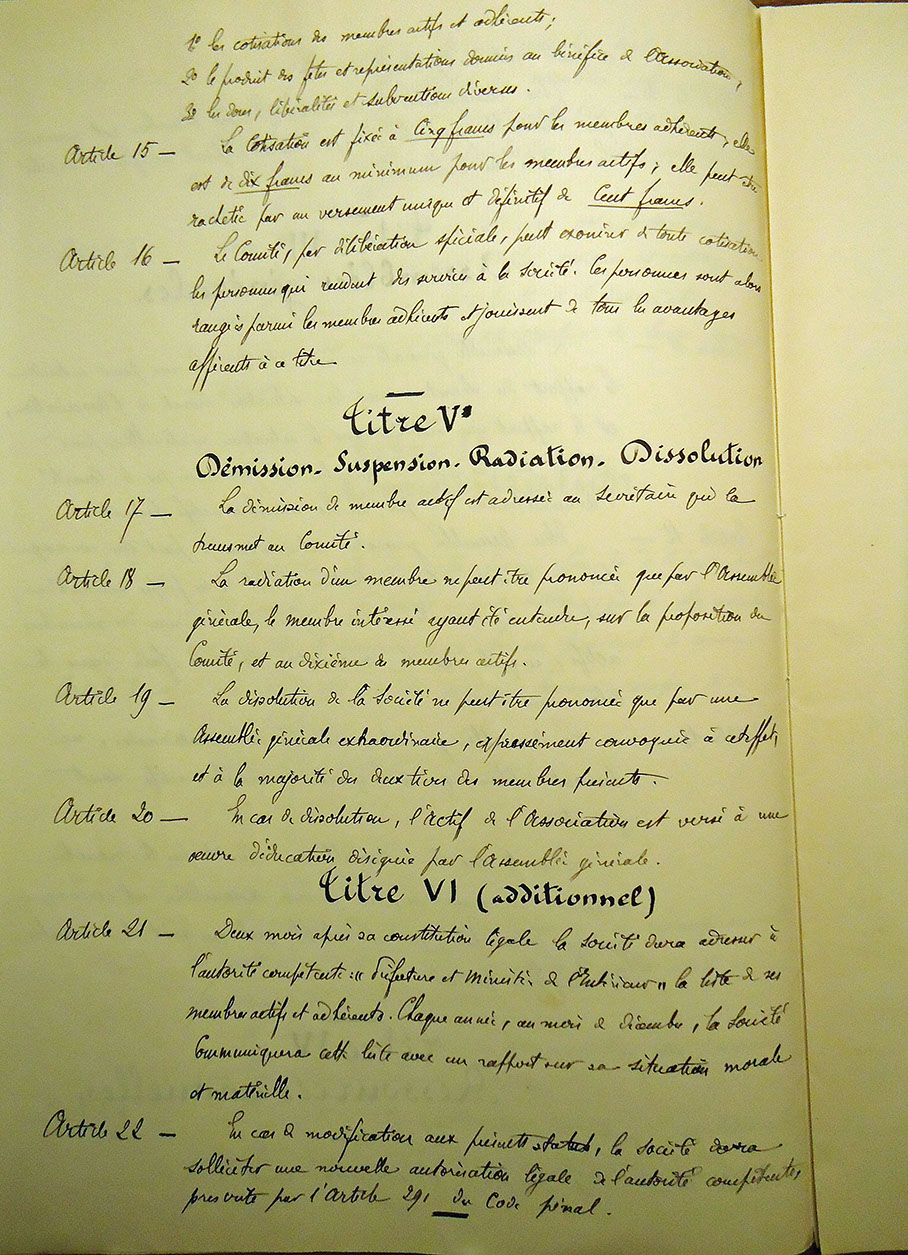 1º les cotisations des membres actifs et adhérents;
2º le produit des fêtes et représentations données au bénéfice de l'Association;
3º les dons, libéralités et subventions diverses.
Article 15 — La Cotisation est fixée à Cinq francs pour les membres adhérents; elle
est de dix francs au minimum pour les membres actifs; elle peut être
rachetée par un versement unique et définitif de Cent francs.
Article 16 — Le Comité, par délibération spéciale, peut exonérer de toute cotisation
les personnes qui rendent des services à la Société. Ces personnes sont alors
rangées parmi les membres adhérents et jouissent de tous les avantages
afférents à ce titre
Titre V
Démission - Suspension - Radiation - Dissolution
Article 17 — La démission de membre actif est adressée au Secrétaire qui la
transmet au Comité.
Article 18 — La radiation d'un membre ne peut être prononcée que par l'Assemblée
générale, le membre intéressé ayant été entendu, sur la proposition du
Comité, et au dixième des membres actifs.
Article 19 — La dissolution de la Société ne peut être prononcée que par une
Assemblée générale extraordinaire, expressément convoquée à cet effet,
et à la majorité des deux tiers des membres présents.
Article 20 — En cas de dissolution, l'Actif de l'Association est versé à une
œuvre d'éducation désignée par l'Assemblée générale.
Titre VI (additionnel)
Article 21 — Deux mois après sa constitution légale la Société devra adresser à
l'autorité compétente: « Préfecture et Ministère de l'Intérieur » la liste de ses
membres actifs et adhérents. Chaque année, au mois de décembre, la Société
Communiquera cette liste avec un rapport sur sa situation morale
et matérielle.
Article 22 — En cas de modification aux présents statuts, la Société devra
solliciter une nouvelle autorisation légale de l'autorité compétente,
prescrite par l'Article 291 du Code pénal.